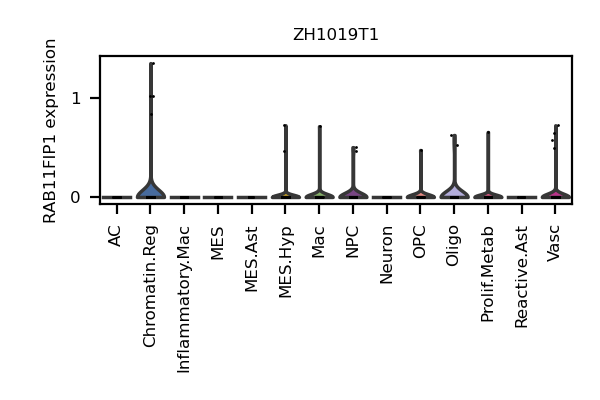 ZH1019T1
RAB11FIP1 expression
1
0
AC
Chromatin.Reg
Inflammatory.Mac
MES
MES.Ast
MES.Hyp
Mac
NPC
Neuron
OPC
Oligo
Prolif.Metab
Reactive.Ast
Vasc